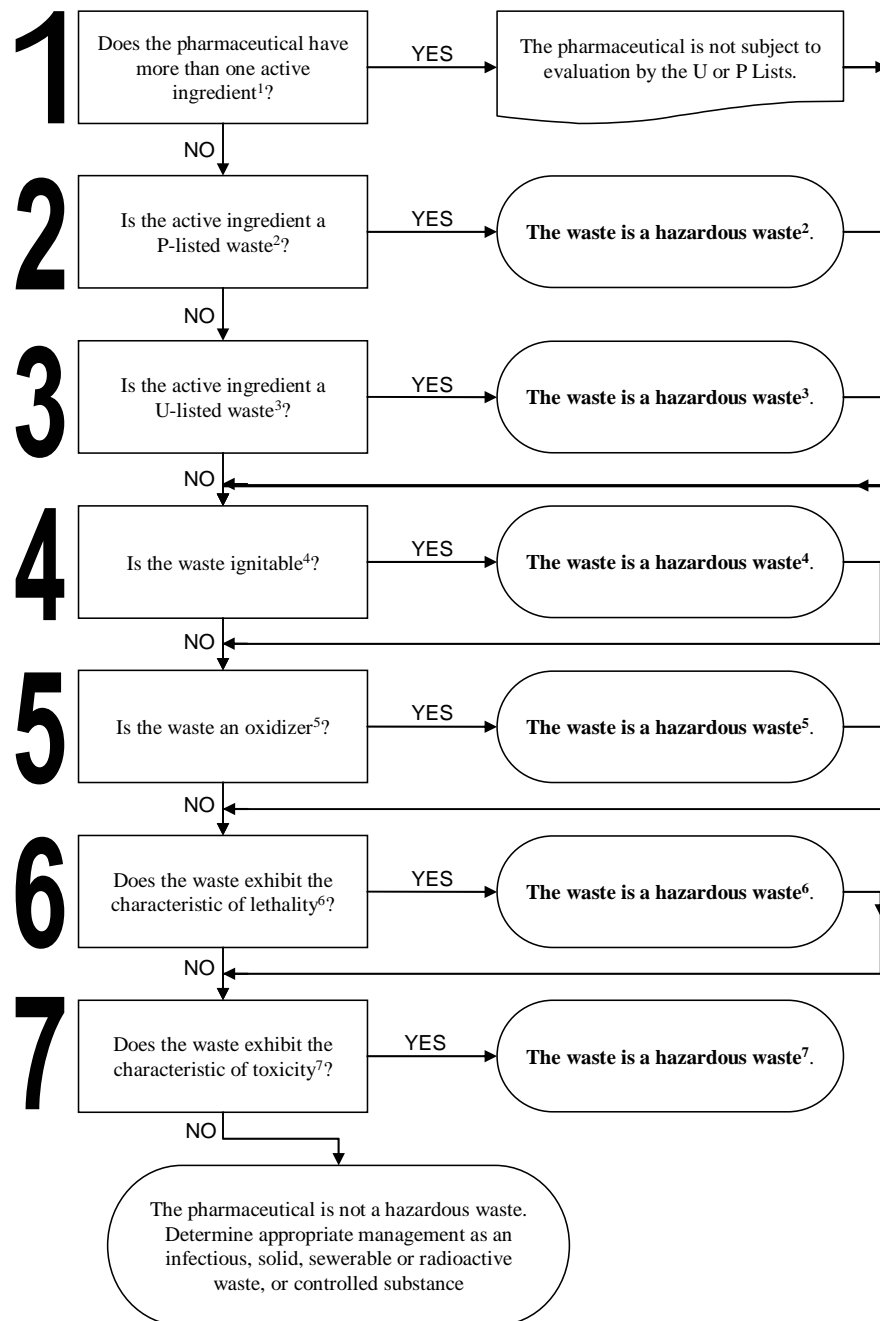 1
Does the pharmaceutical have
more than one active
ingredient¹?
YES
The pharmaceutical is not subject to
evaluation by the U or P Lists.
NO
2
Is the active ingredient a
P-listed waste²?
YES
The waste is a hazardous waste².
NO
3
Is the active ingredient a
U-listed waste³?
YES
The waste is a hazardous waste³.
NO
4
Is the waste ignitable⁴?
YES
The waste is a hazardous waste⁴.
NO
5
Is the waste an oxidizer⁵?
YES
The waste is a hazardous waste⁵.
NO
6
Does the waste exhibit the
characteristic of lethality⁶?
YES
The waste is a hazardous waste⁶.
NO
7
Does the waste exhibit the
characteristic of toxicity⁷?
YES
The waste is a hazardous waste⁷.
NO
The pharmaceutical is not a hazardous waste.
Determine appropriate management as an
infectious, solid, sewerable or radioactive
waste, or controlled substance